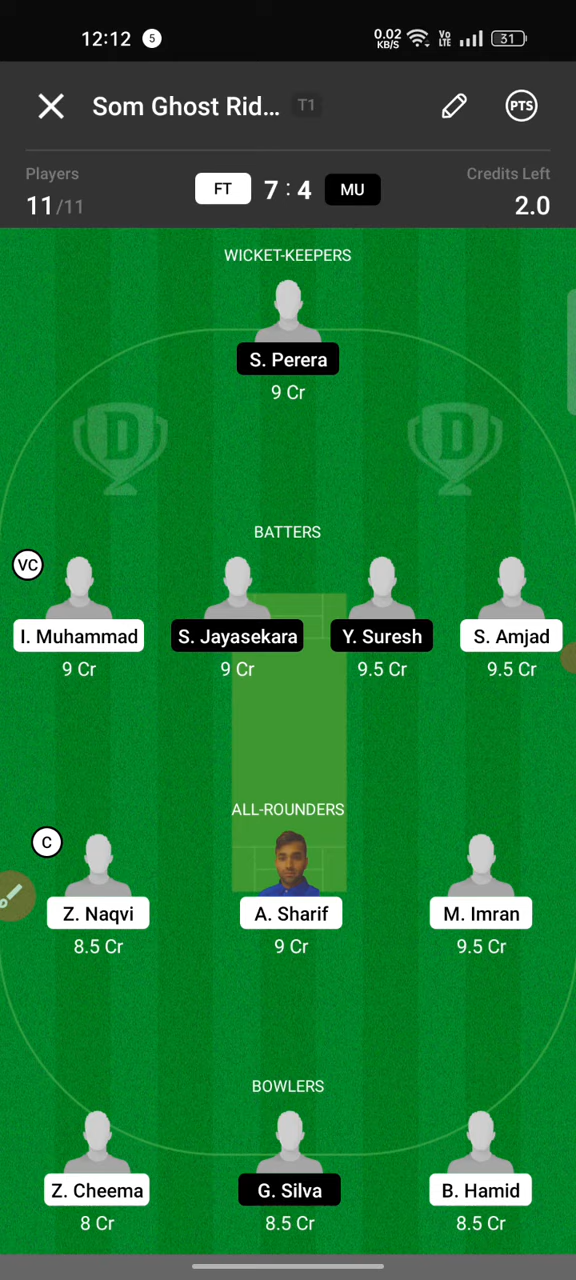 12:12 5 0.02 KB/S Vo LTE 31
Som Ghost Rid... T1 PTS
Players Credits Left
11/11 FT 7 : 4 MU 2.0
WICKET-KEEPERS
S. Perera
9 Cr
D D
BATTERS
VC
I. Muhammad S. Jayasekara Y. Suresh S. Amjad
9 Cr 9 Cr 9.5 Cr 9.5 Cr
ALL-ROUNDERS
C
Z. Naqvi A. Sharif M. Imran
8.5 Cr 9 Cr 9.5 Cr
BOWLERS
Z. Cheema G. Silva B. Hamid
8 Cr 8.5 Cr 8.5 Cr